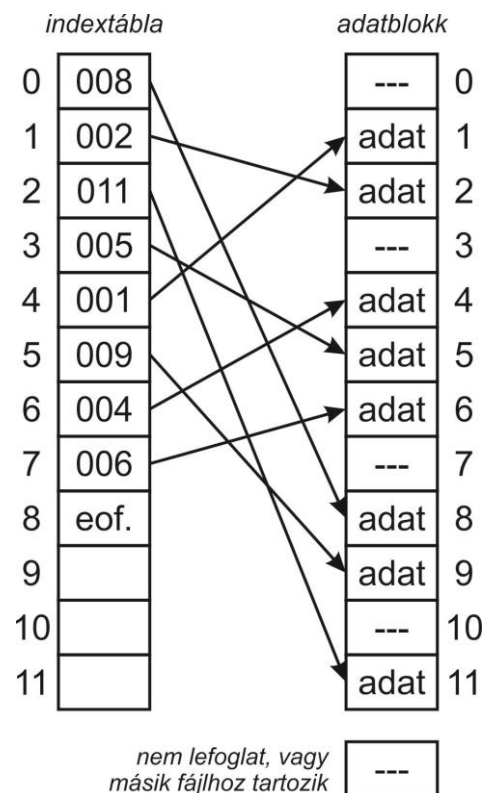 indextábla adatblokk
0 008 --- 0
1 002 adat 1
2 011 adat 2
3 005 --- 3
4 001 adat 4
5 009 adat 5
6 004 adat 6
7 006 --- 7
8 eof. adat 8
9 adat 9
10 --- 10
11 adat 11
nem lefoglat, vagy
másik fájlhoz tartozik ---